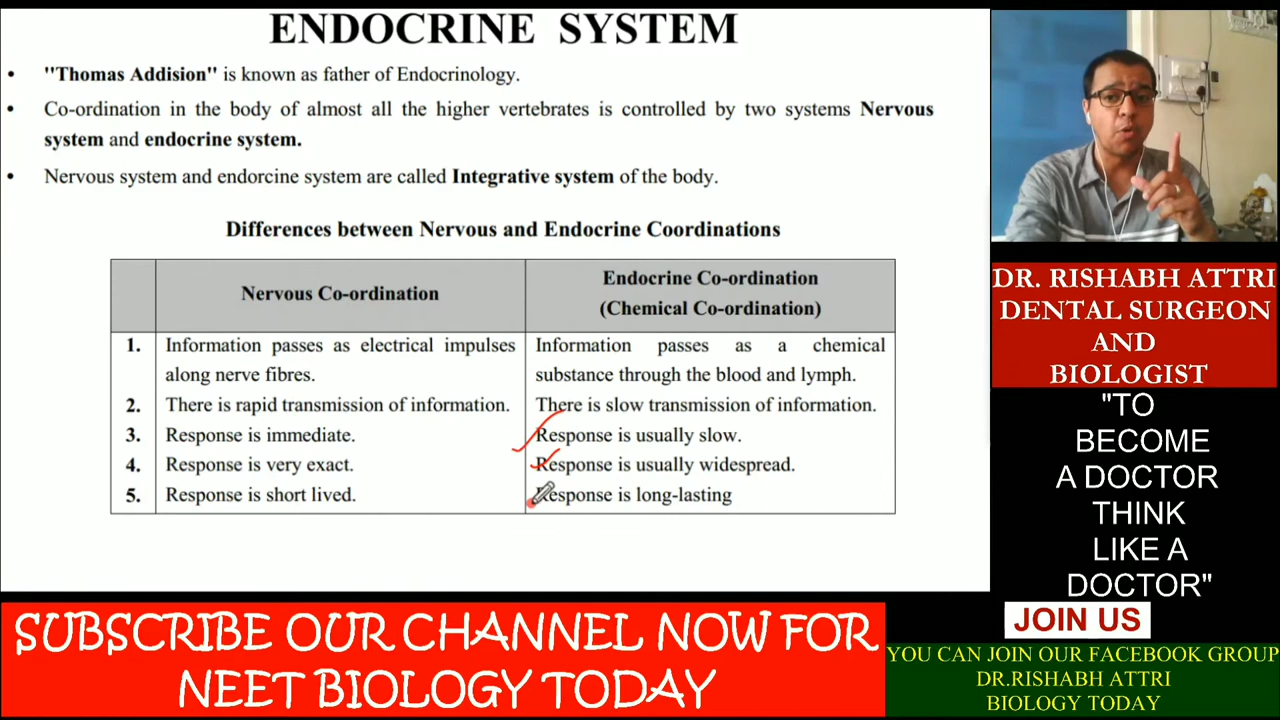 ENDOCRINE SYSTEM
• "Thomas Addision" is known as father of Endocrinology.
• Co-ordination in the body of almost all the higher vertebrates is controlled by two systems Nervous
system and endocrine system.
• Nervous system and endorcine system are called Integrative system of the body.
Differences between Nervous and Endocrine Coordinations
Nervous Co-ordination
Endocrine Co-ordination
(Chemical Co-ordination)
1. Information passes as electrical impulses
along nerve fibres.
Information passes as a chemical
substance through the blood and lymph.
2. There is rapid transmission of information. There is slow transmission of information.
3. Response is immediate. Response is usually slow.
4. Response is very exact. Response is usually widespread.
5. Response is short lived. Response is long-lasting
DR. RISHABH ATTRI
DENTAL SURGEON
AND
BIOLOGIST
"TO
BECOME
A DOCTOR
THINK
LIKE A
DOCTOR"
JOIN US
YOU CAN JOIN OUR FACEBOOK GROUP
DR.RISHABH ATTRI
BIOLOGY TODAY
SUBSCRIBE OUR CHANNEL NOW FOR
NEET BIOLOGY TODAY